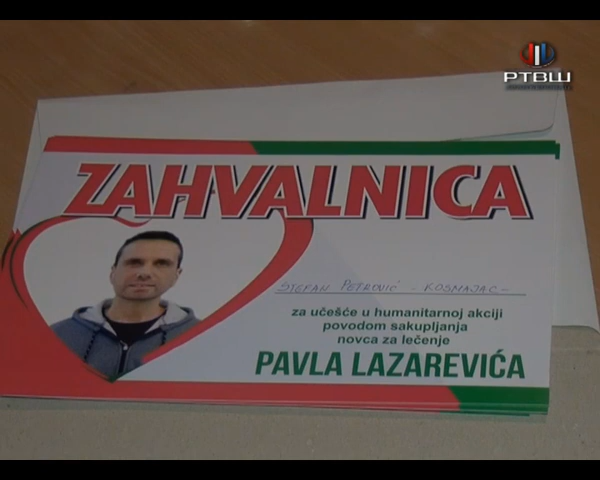 РТВШ
ZAHVALNICA
STEFAN PETROVIĆ - KOSMAJAC -
za učešće u humanitarnoj akciji
povodom sakupljanja
novca za lečenje
PAVLA LAZAREVIĆA